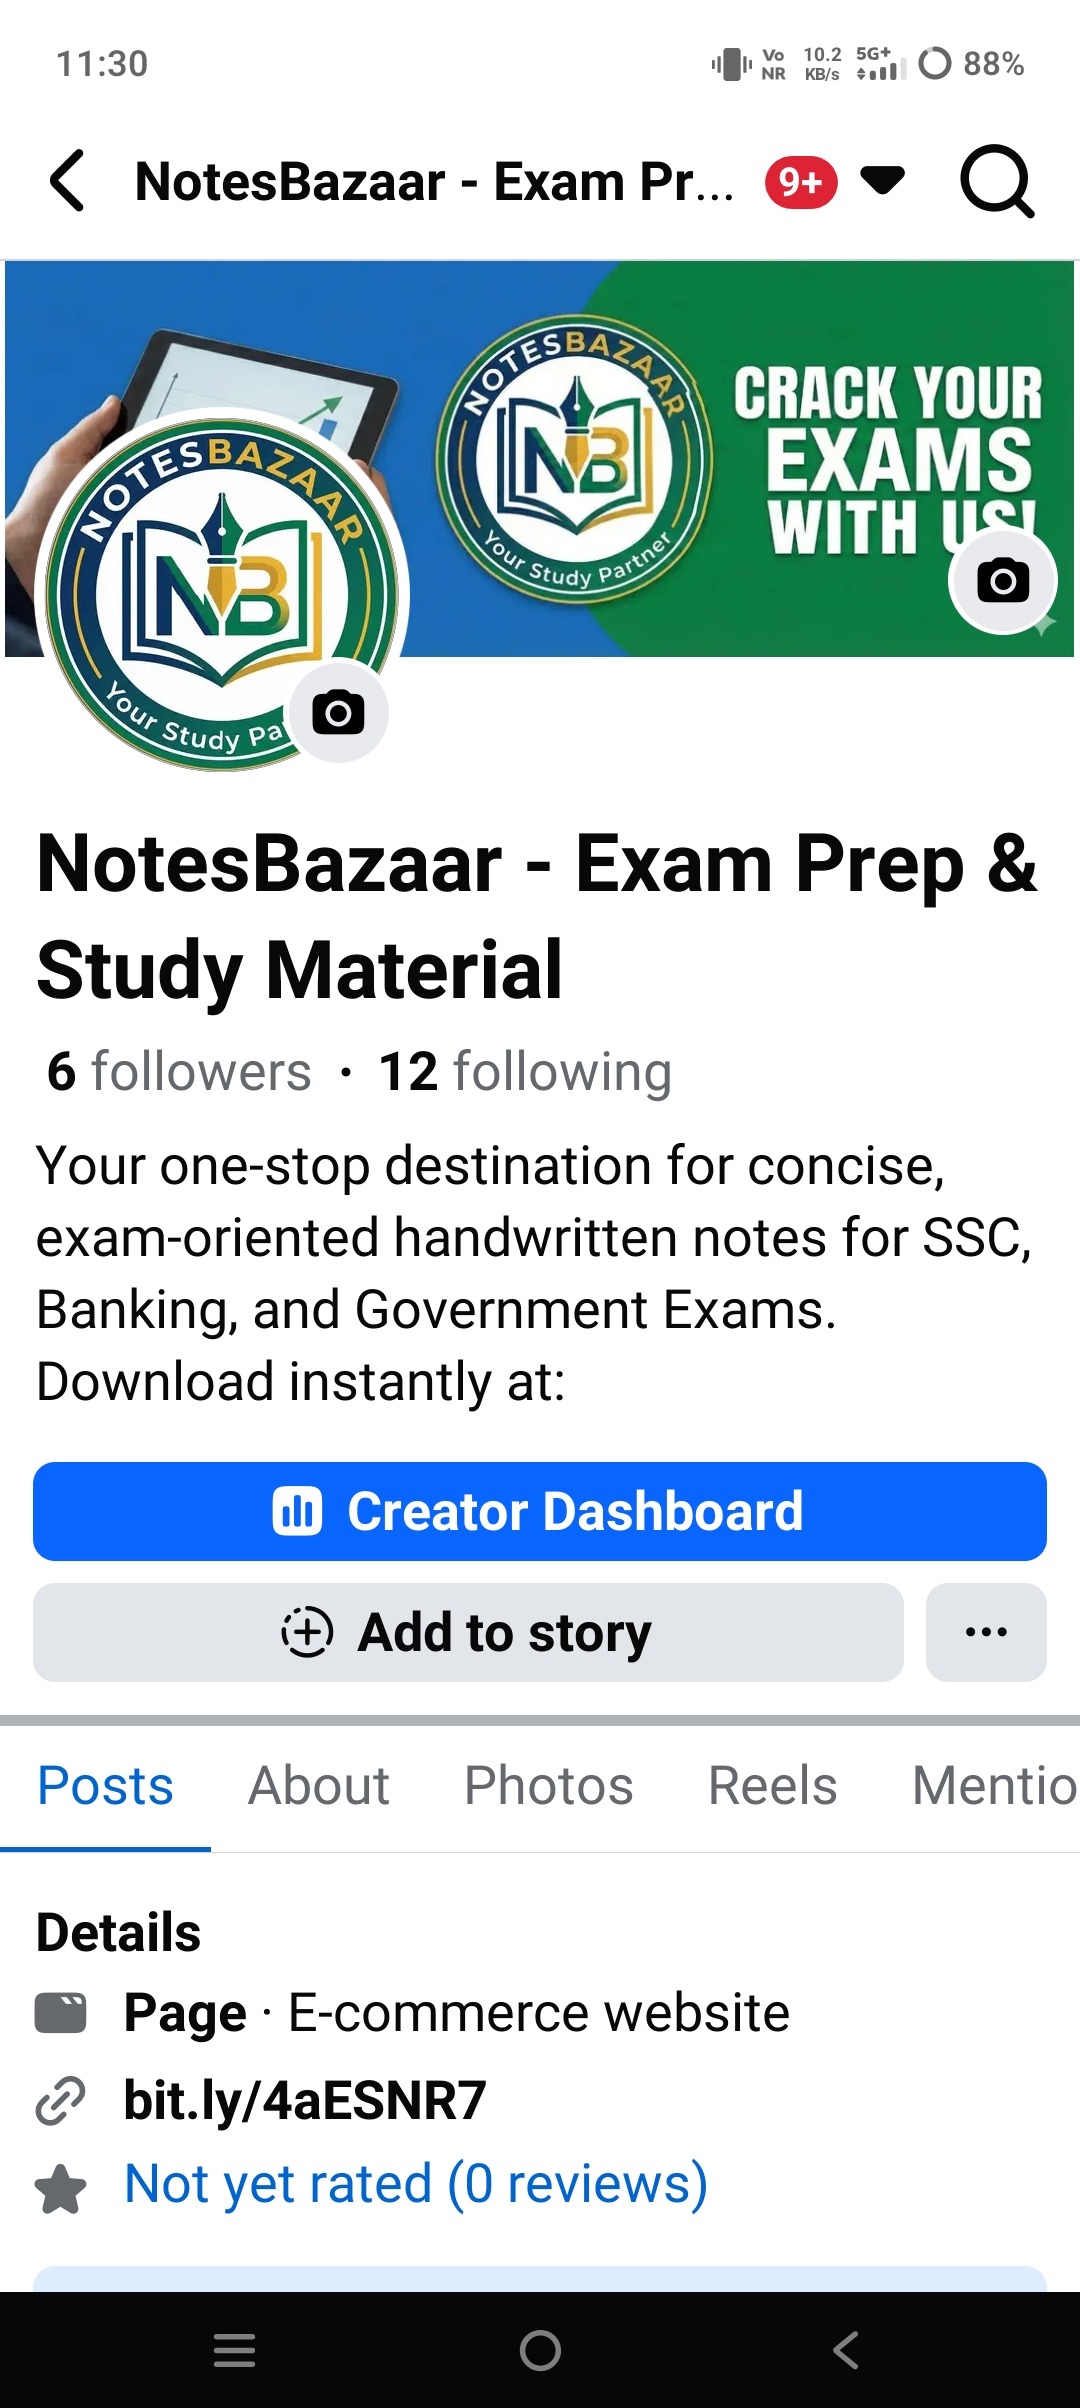 11:30
Vo
NR
10.2
KB/s
5G+
88%
NotesBazaar - Exam Pr...
9+
NOTESBAZAAR
NB
Your Study Partner
CRACK YOUR
EXAMS
WITH US!
NOTESBAZAAR
NB
Your Study Pa
NotesBazaar - Exam Prep &
Study Material
6 followers · 12 following
Your one-stop destination for concise,
exam-oriented handwritten notes for SSC,
Banking, and Government Exams.
Download instantly at:
Creator Dashboard
Add to story
Posts About Photos Reels Mentio
Details
Page · E-commerce website
bit.ly/4aESNR7
Not yet rated (0 reviews)